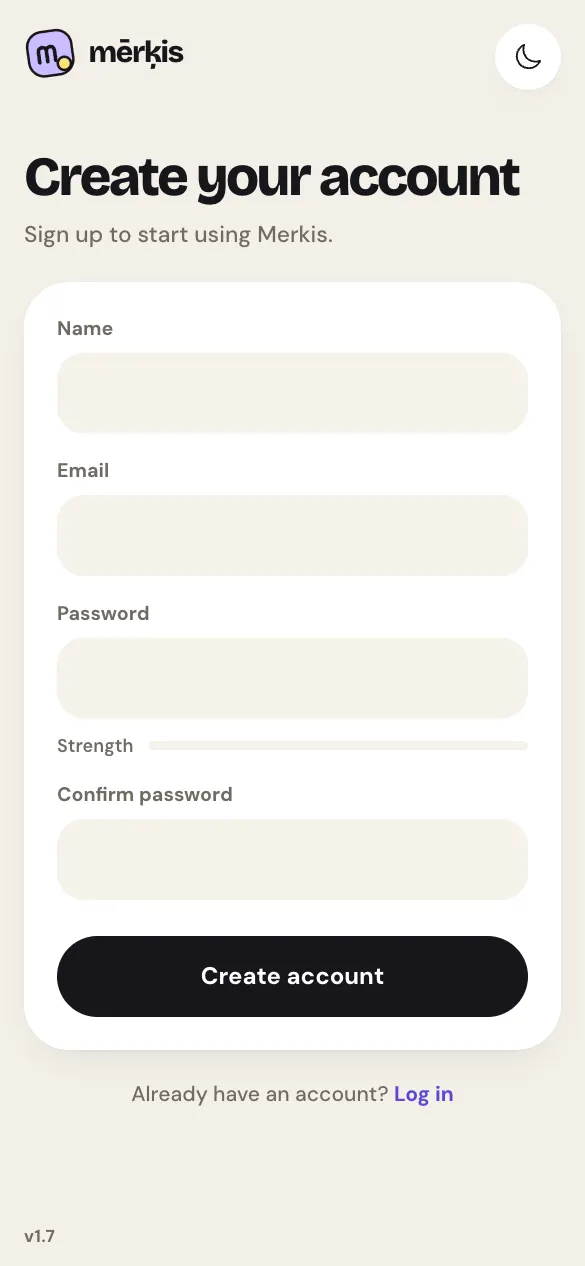 m
mērķis
Create your account
Sign up to start using Merkis.
Name
Email
Password
Strength
Confirm password
Create account
Already have an account? Log in
v1.7